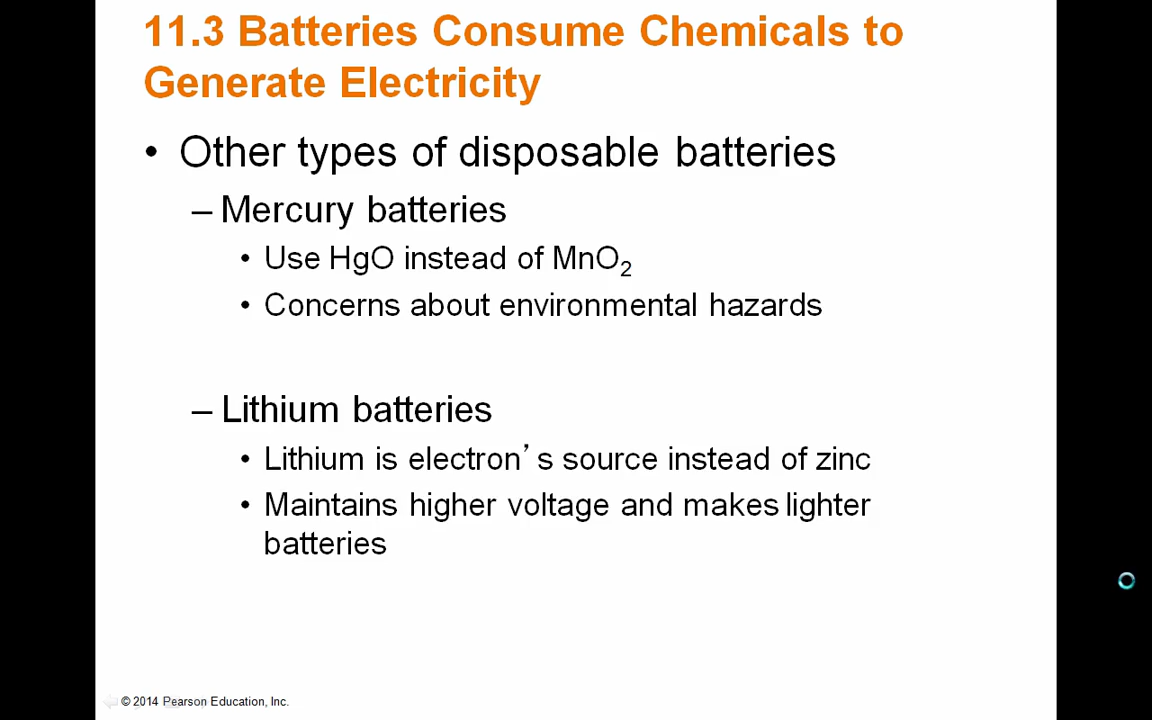 11.3 Batteries Consume Chemicals to
Generate Electricity
• Other types of disposable batteries
– Mercury batteries
• Use HgO instead of MnO₂
• Concerns about environmental hazards
– Lithium batteries
• Lithium is electron's source instead of zinc
• Maintains higher voltage and makes lighter
batteries
© 2014 Pearson Education, Inc.